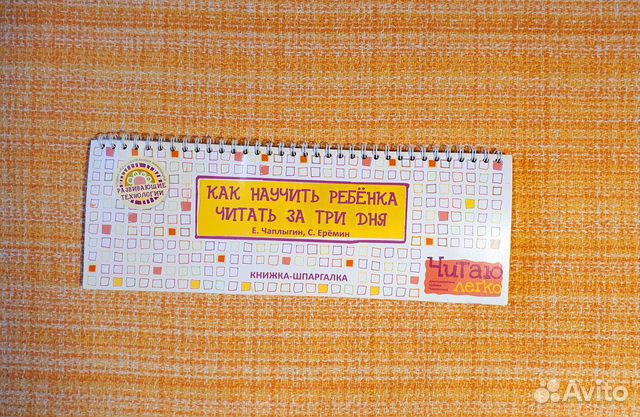 РАЗВИВАЮЩИЕ
ТЕХНОЛОГИИ
КАК НАУЧИТЬ РЕБЁНКА
ЧИТАТЬ ЗА ТРИ ДНЯ
Е. Чаплыгин, С. Ерёмин
КНИЖКА-ШПАРГАЛКА
Читаю
легко
Avito